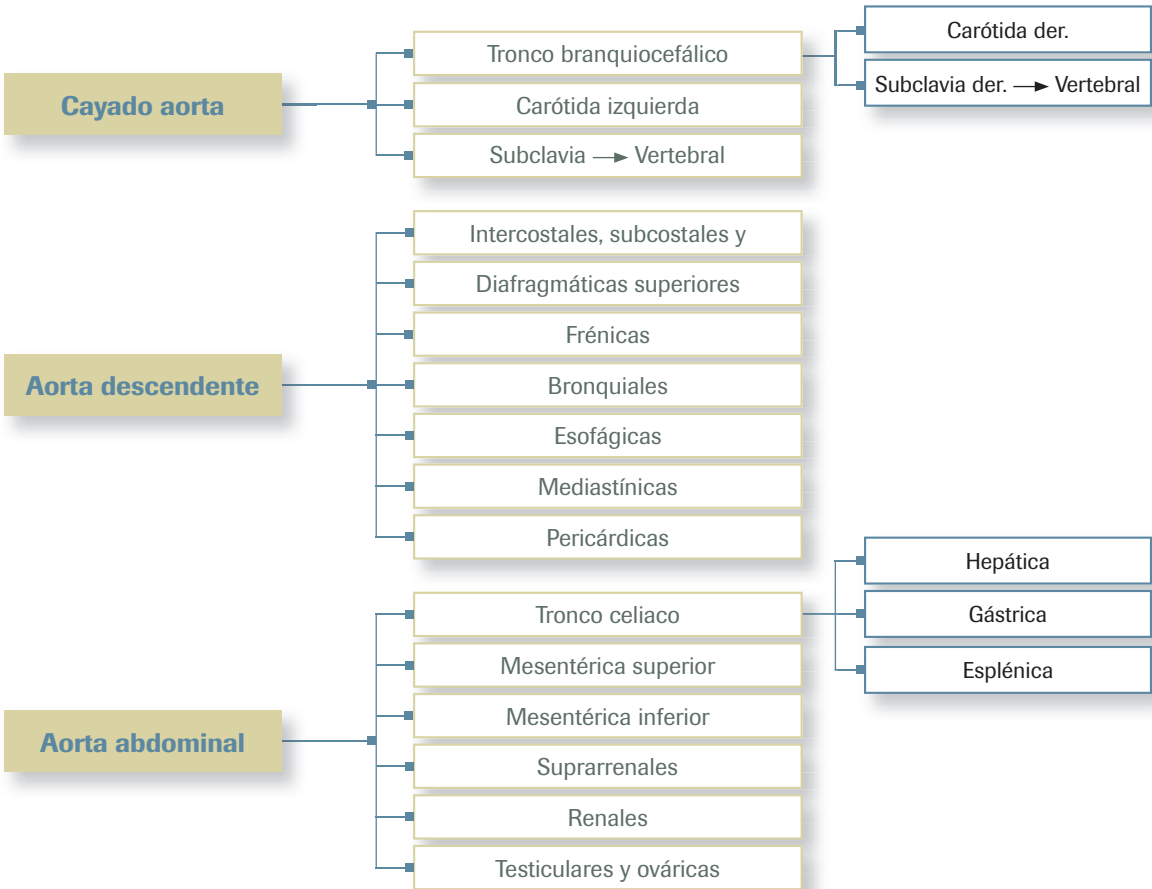 Cayado aorta
Tronco branquiocefálico
Carótida der.
Subclavia der. → Vertebral
Carótida izquierda
Subclavia → Vertebral
Aorta descendente
Intercostales, subcostales y
Diafragmáticas superiores
Frénicas
Bronquiales
Esofágicas
Mediastínicas
Pericárdicas
Aorta abdominal
Tronco celiaco
Hepática
Gástrica
Esplénica
Mesentérica superior
Mesentérica inferior
Suprarrenales
Renales
Testiculares y ováricas